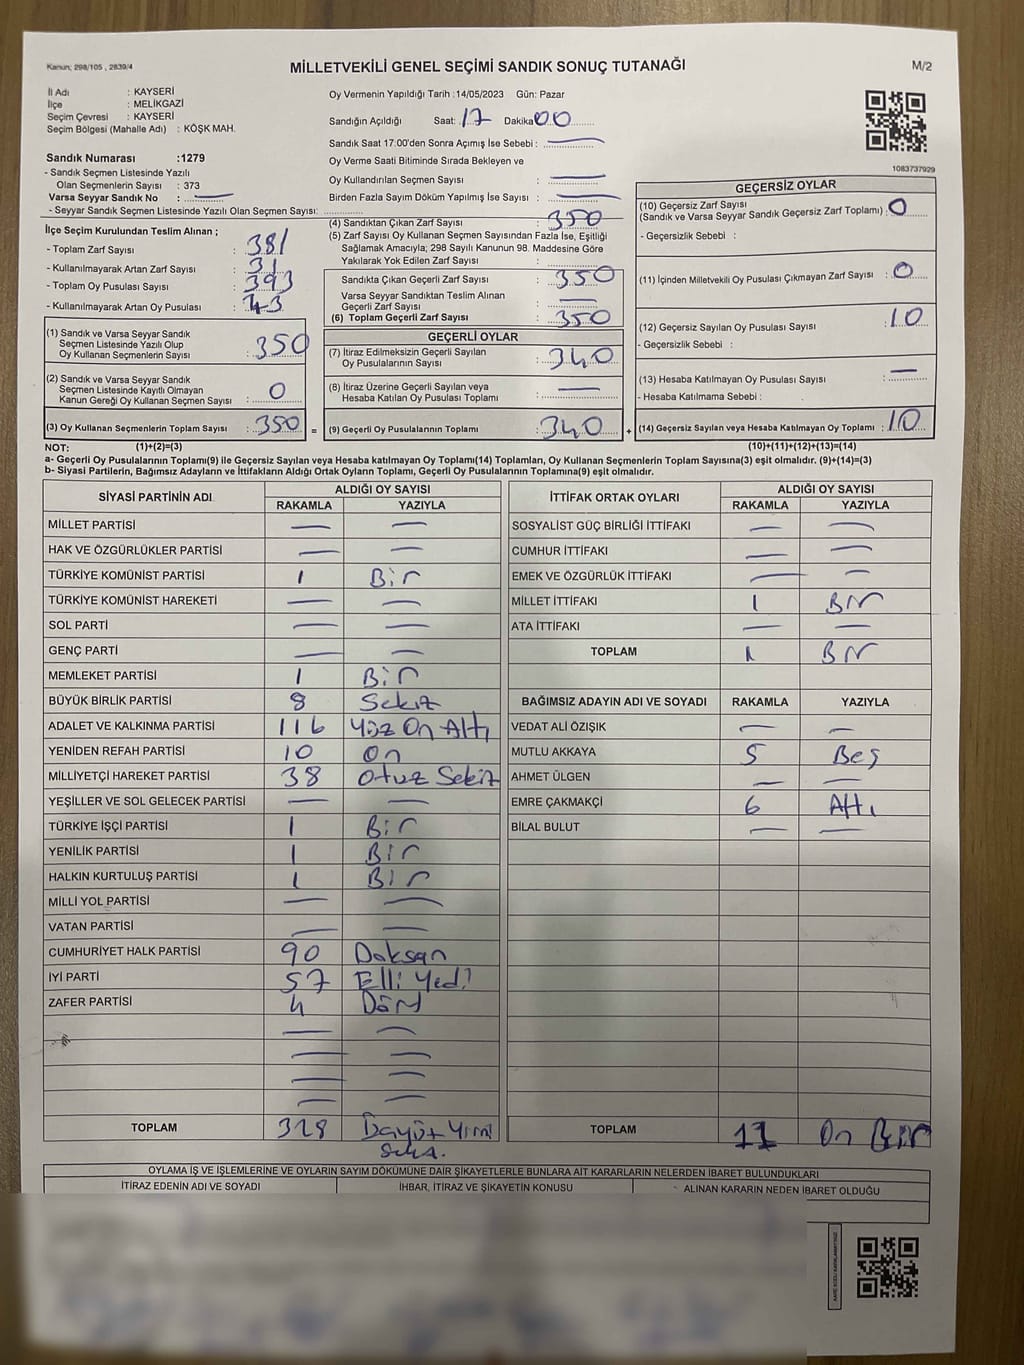 Kanun; 298/105 , 2839/4
MİLLETVEKİLİ GENEL SEÇİMİ SANDIK SONUÇ TUTANAĞI
M/2
İl Adı : KAYSERİ
İlçe : MELİKGAZİ
Seçim Çevresi : KAYSERİ
Seçim Bölgesi (Mahalle Adı) : KÖŞK MAH.
Sandık Numarası :1279
- Sandık Seçmen Listesinde Yazılı
Olan Seçmenlerin Sayısı : 373
Varsa Seyyar Sandık No : —
- Seyyar Sandık Seçmen Listesinde Yazılı Olan Seçmen Sayısı:
Oy Vermenin Yapıldığı Tarih :14/05/2023 Gün: Pazar
Sandığın Açıldığı Saat: 17 Dakika 00
Sandık Saat 17.00'den Sonra Açımış İse Sebebi : —
Oy Verme Saati Bitiminde Sırada Bekleyen ve
Oy Kullandırılan Seçmen Sayısı : —
Birden Fazla Sayım Döküm Yapılmış İse Sayısı : —
1083737929
İlçe Seçim Kurulundan Teslim Alınan ;
- Toplam Zarf Sayısı : 381
- Kullanılmayarak Artan Zarf Sayısı : 31
- Toplam Oy Pusulası Sayısı : 393
- Kullanılmayarak Artan Oy Pusulası : 43
(1) Sandık ve Varsa Seyyar Sandık
Seçmen Listesinde Yazılı Olup
Oy Kullanan Seçmenlerin Sayısı : 350
(2) Sandık ve Varsa Seyyar Sandık
Seçmen Listesinde Kayıtlı Olmayan
Kanun Gereği Oy Kullanan Seçmen Sayısı : 0
(3) Oy Kullanan Seçmenlerin Toplam Sayısı : 350 =
(4) Sandıktan Çıkan Zarf Sayısı : 350
(5) Zarf Sayısı Oy Kullanan Seçmen Sayısından Fazla İse, Eşitliği
Sağlamak Amacıyla; 298 Sayılı Kanunun 98. Maddesine Göre
Yakılarak Yok Edilen Zarf Sayısı :
Sandıkta Çıkan Geçerli Zarf Sayısı : 350
Varsa Seyyar Sandıktan Teslim Alınan
Geçerli Zarf Sayısı : —
(6) Toplam Geçerli Zarf Sayısı : 350
GEÇERLİ OYLAR
(7) İtiraz Edilmeksizin Geçerli Sayılan
Oy Pusulalarının Sayısı : 340
(8) İtiraz Üzerine Geçerli Sayılan veya
Hesaba Katılan Oy Pusulası Toplamı : —
(9) Geçerli Oy Pusulalarının Toplamı : 340 +
GEÇERSİZ OYLAR
(10) Geçersiz Zarf Sayısı
(Sandık ve Varsa Seyyar Sandık Geçersiz Zarf Toplamı) : 0
- Geçersizlik Sebebi :
(11) İçinden Milletvekili Oy Pusulası Çıkmayan Zarf Sayısı : 0
(12) Geçersiz Sayılan Oy Pusulası Sayısı : 10
- Geçersizlik Sebebi :
(13) Hesaba Katılmayan Oy Pusulası Sayısı : —
- Hesaba Katılmama Sebebi :
(14) Geçersiz Sayılan veya Hesaba Katılmayan Oy Toplamı : 10
NOT: (1)+(2)=(3) (10)+(11)+(12)+(13)=(14)
a- Geçerli Oy Pusulalarının Toplamı(9) ile Geçersiz Sayılan veya Hesaba katılmayan Oy Toplamı(14) Toplamları, Oy Kullanan Seçmenlerin Toplam Sayısına(3) eşit olmalıdır. (9)+(14)=(3)
b- Siyasi Partilerin, Bağımsız Adayların ve İttifakların Aldığı Ortak Oyların Toplamı, Geçerli Oy Pusulalarının Toplamına(9) eşit olmalıdır.
SİYASİ PARTİNİN ADI ALDIĞI OY SAYISI
RAKAMLA YAZIYLA
MİLLET PARTİSİ — —
HAK VE ÖZGÜRLÜKLER PARTİSİ — —
TÜRKİYE KOMÜNİST PARTİSİ 1 Bir
TÜRKİYE KOMÜNİST HAREKETİ — —
SOL PARTİ — —
GENÇ PARTİ — —
MEMLEKET PARTİSİ 1 Bir
BÜYÜK BİRLİK PARTİSİ 8 Sekiz
ADALET VE KALKINMA PARTİSİ 116 Yüz On Altı
YENİDEN REFAH PARTİSİ 10 On
MİLLİYETÇİ HAREKET PARTİSİ 38 Otuz Sekiz
YEŞİLLER VE SOL GELECEK PARTİSİ — —
TÜRKİYE İŞÇİ PARTİSİ 1 Bir
YENİLİK PARTİSİ 1 Bir
HALKIN KURTULUŞ PARTİSİ 1 Bir
MİLLİ YOL PARTİSİ — —
VATAN PARTİSİ — —
CUMHURİYET HALK PARTİSİ 90 Doksan
İYİ PARTİ 57 Elli Yedi
ZAFER PARTİSİ 4 Dört
— —
— —
— —
— —
TOPLAM 328
İTTİFAK ORTAK OYLARI ALDIĞI OY SAYISI
RAKAMLA YAZIYLA
SOSYALİST GÜÇ BİRLİĞİ İTTİFAKI — —
CUMHUR İTTİFAKI — —
EMEK VE ÖZGÜRLÜK İTTİFAKI — —
MİLLET İTTİFAKI 1 Bir
ATA İTTİFAKI — —
TOPLAM 1 Bir
BAĞIMSIZ ADAYIN ADI VE SOYADI RAKAMLA YAZIYLA
VEDAT ALİ ÖZIŞIK — —
MUTLU AKKAYA 5 Beş
AHMET ÜLGEN — —
EMRE ÇAKMAKÇİ 6 Altı
BİLAL BULUT — —
TOPLAM 11 On Bir
OYLAMA İŞ VE İŞLEMLERİNE VE OYLARIN SAYIM DÖKÜMÜNE DAİR ŞİKAYETLERLE BUNLARA AİT KARARLARIN NELERDEN İBARET BULUNDUKLARI
İTİRAZ EDENİN ADI VE SOYADI İHBAR, İTİRAZ VE ŞİKAYETİN KONUSU ALINAN KARARIN NEDEN İBARET OLDUĞU